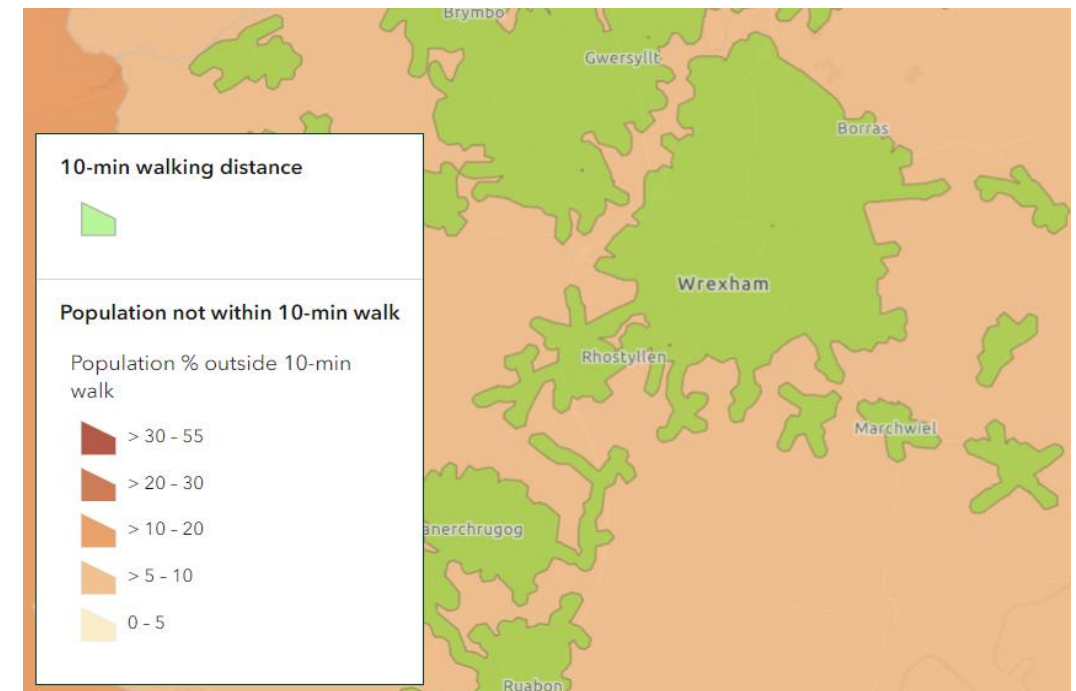 Brymbo
Gwersyllt
Borras
10-min walking distance
Wrexham
Population not within 10-min walk
Population % outside 10-min
walk
Rhostyllen
> 30 - 55
Marchwiel
> 20 - 30
> 10 - 20
anerchrugog
> 5 - 10
0 - 5
Ruabon